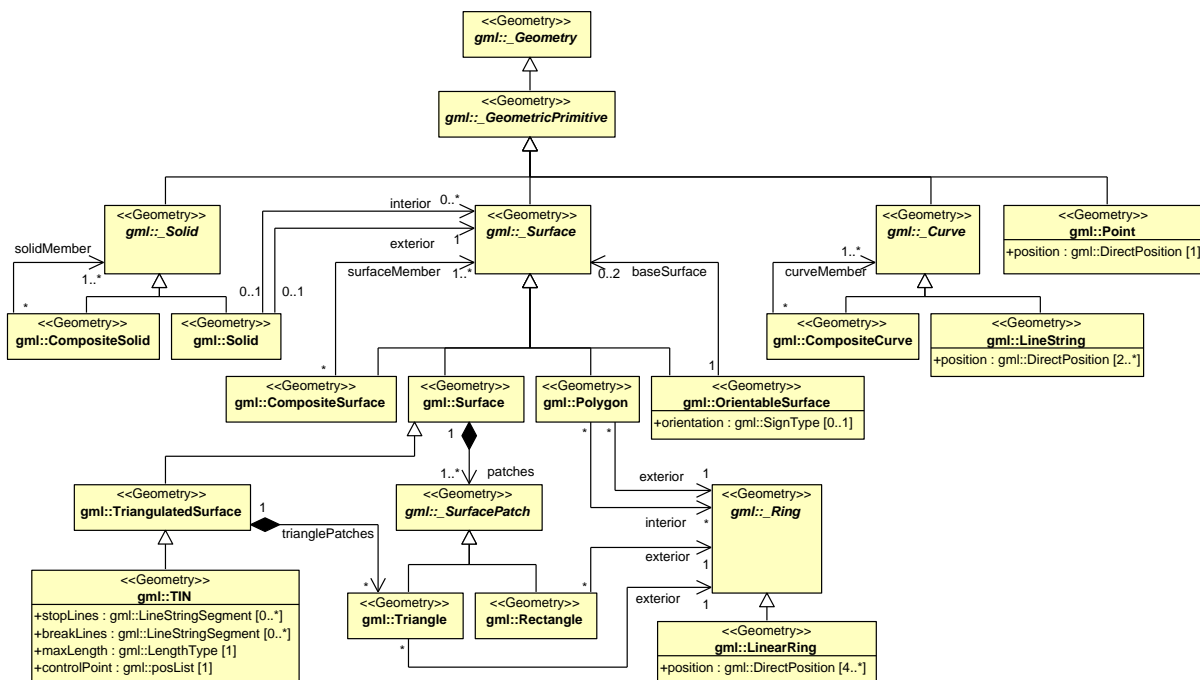 <<Geometry>>
gml::_Geometry
<<Geometry>>
gml::_GeometricPrimitive
<<Geometry>>
gml::_Solid
interior
0..*
exterior
1
<<Geometry>>
gml::_Surface
<<Geometry>>
gml::_Curve
<<Geometry>>
gml::Point
+position : gml::DirectPosition [1]
solidMember
1..*
*
0..1
0..1
surfaceMember
1..*
*
0..2
baseSurface
1
1..*
curveMember
*
<<Geometry>>
gml::CompositeSolid
<<Geometry>>
gml::Solid
<<Geometry>>
gml::CompositeCurve
<<Geometry>>
gml::LineString
+position : gml::DirectPosition [2..*]
<<Geometry>>
gml::CompositeSurface
<<Geometry>>
gml::Surface
<<Geometry>>
gml::Polygon
<<Geometry>>
gml::OrientableSurface
+orientation : gml::SignType [0..1]
1
1..*
patches
*
*
exterior
1
interior
*
exterior
1
exterior
1
<<Geometry>>
gml::TriangulatedSurface
1
trianglePatches
*
<<Geometry>>
gml::_SurfacePatch
<<Geometry>>
gml::_Ring
<<Geometry>>
gml::TIN
+stopLines : gml::LineStringSegment [0..*]
+breakLines : gml::LineStringSegment [0..*]
+maxLength : gml::LengthType [1]
+controlPoint : gml::posList [1]
<<Geometry>>
gml::Triangle
*
<<Geometry>>
gml::Rectangle
*
<<Geometry>>
gml::LinearRing
+position : gml::DirectPosition [4..*]